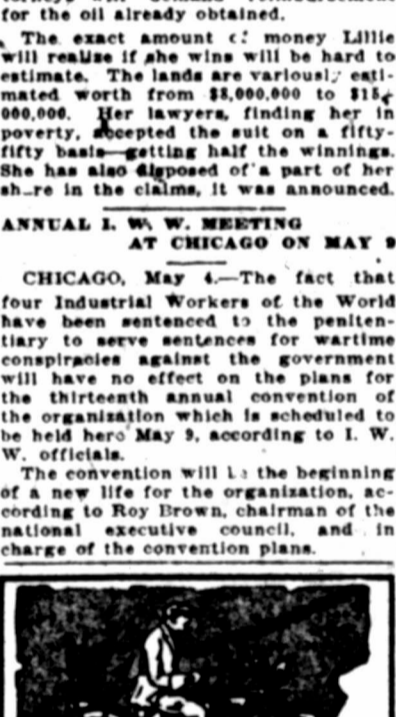 for the oil already obtained.
The exact amount of money Lillie
will realize if she wins will be hard to
estimate. The lands are variously esti-
mated worth from $8,000,000 to $15,-
000,000. Her lawyers, finding her in
poverty, accepted the suit on a fifty-
fifty basis—getting half the winnings.
She has also disposed of a part of her
share in the claims, it was announced.
ANNUAL I. W. W. MEETING
AT CHICAGO ON MAY 9
CHICAGO, May 4.—The fact that
four Industrial Workers of the World
have been sentenced to the peniten-
tiary to serve sentences for wartime
conspiracies against the government
will have no effect on the plans for
the thirteenth annual convention of
the organization which is scheduled to
be held here May 9, according to I. W.
W. officials.
The convention will be the beginning
of a new life for the organization, ac-
cording to Roy Brown, chairman of the
national executive council, and in
charge of the convention plans.